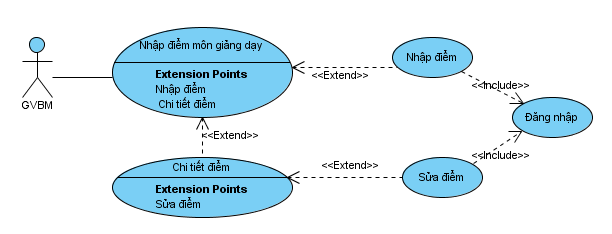 Nhập điểm môn giảng dạy
Extension Points
Nhập điểm
Chi tiết điểm
GVBM
<<Extend>>
Nhập điểm
<<Include>>
Đăng nhập
<<Extend>>
Chi tiết điểm
Extension Points
Sửa điểm
<<Extend>>
Sửa điểm
<<Include>>